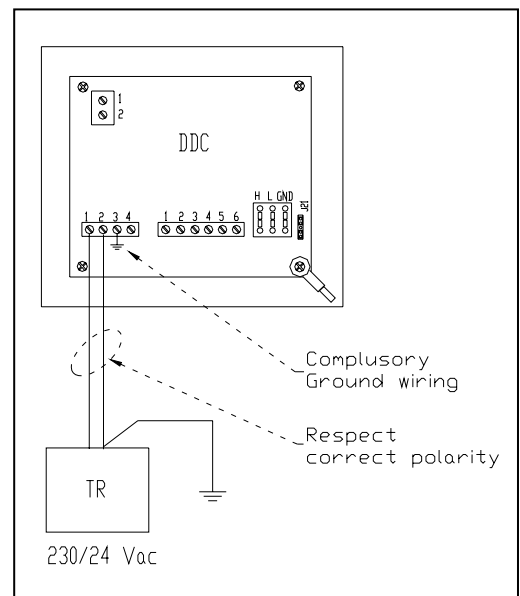 1
2
DDC
H L GND
J21
1 2 3 4
1 2 3 4 5 6
Complusory
Ground wiring
Respect
correct polarity
TR
230/24 Vac